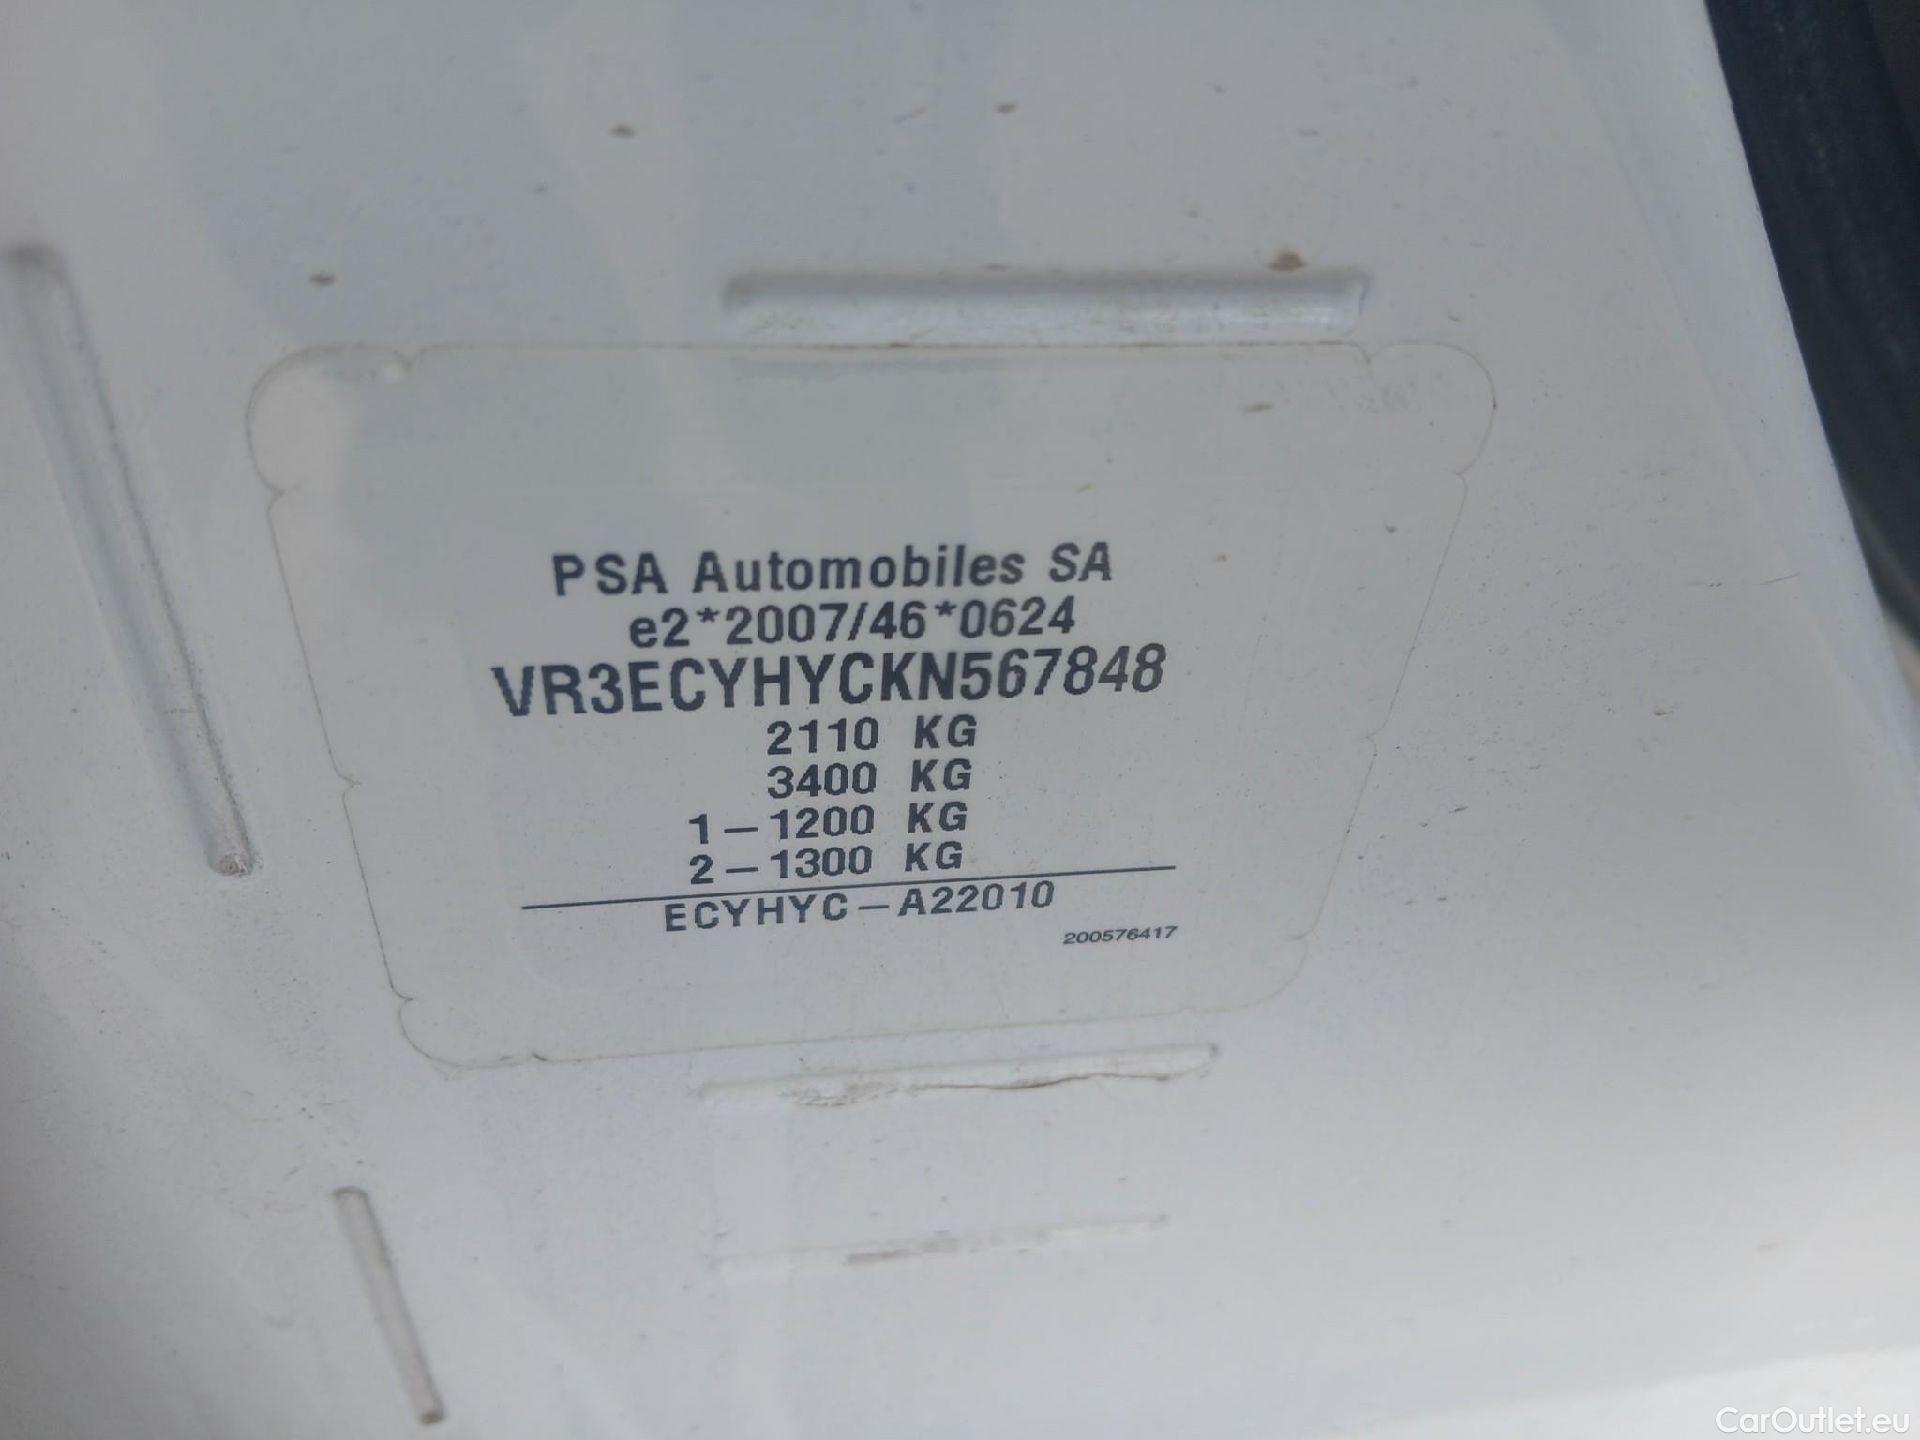 PSA Automobiles SA
e2*2007/46*0624
VR3ECYHYCKN567848
2110 KG
3400 KG
1-1200 KG
2-1300 KG
ECYHYC-A22010
200576417
CarOutlet.eu